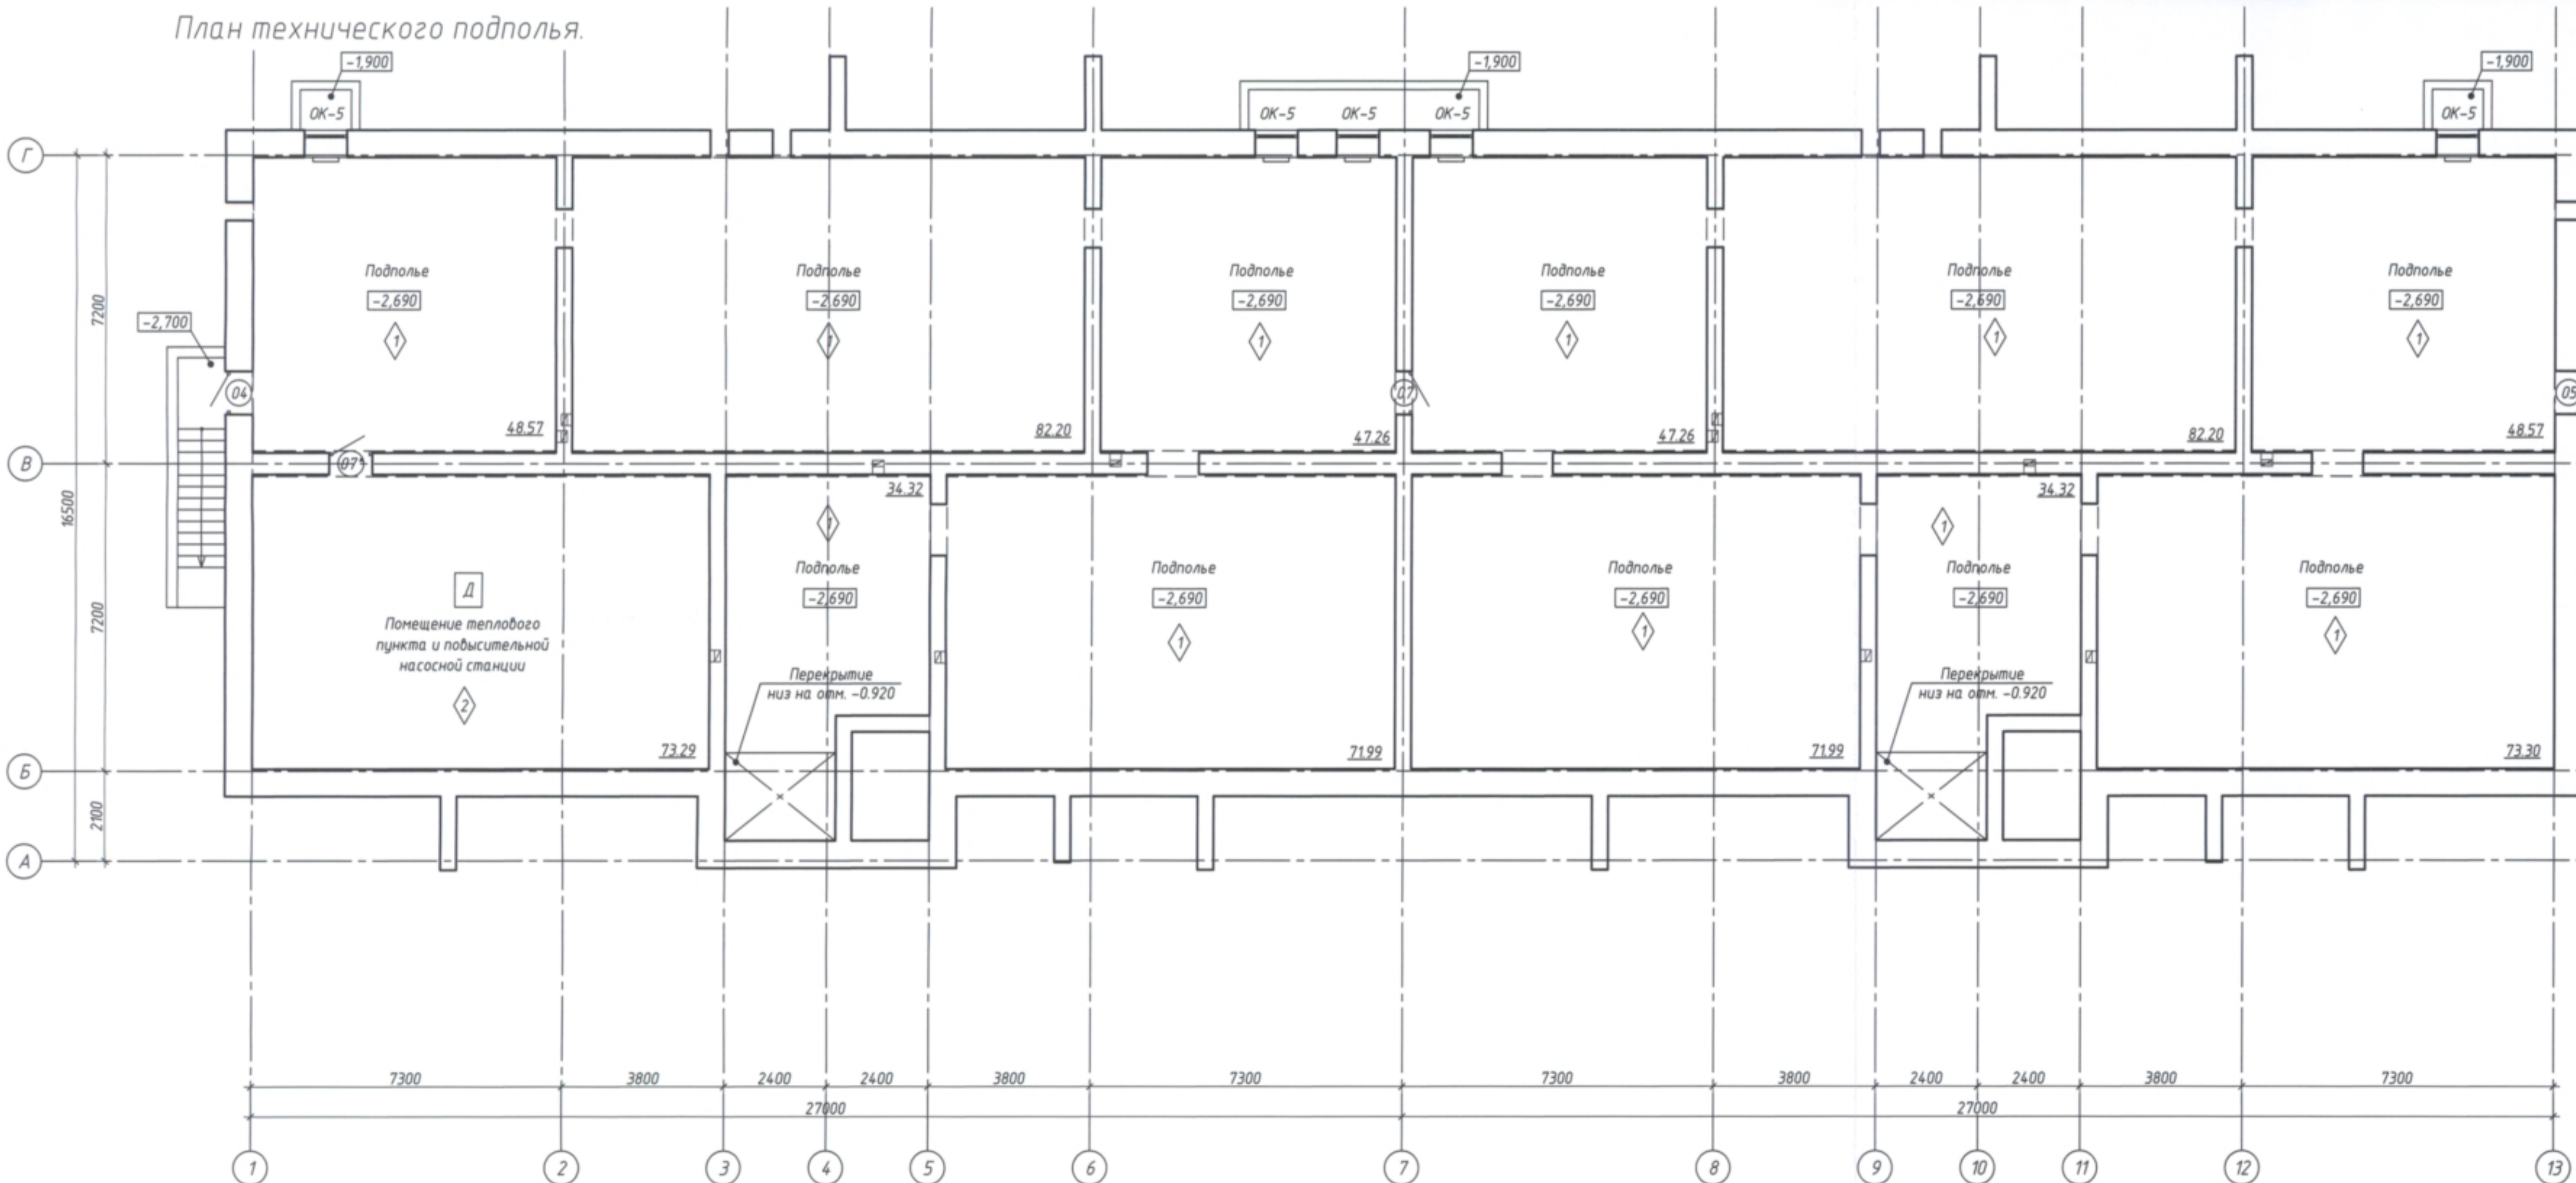 План технического подполья.
-1,900
-1,900
-1,900
ОК-5
ОК-5
ОК-5
ОК-5
ОК-5
Г
Подполье
Подполье
Подполье
Подполье
Подполье
Подполье
-2,690
-2,690
-2,690
-2,690
-2,690
-2,690
7200
-2,700
1
1
1
1
1
1
04
07
05
48.57
82.20
47.26
47.26
82.20
48.57
В
07*
34.32
34.32
16500
1
1
Подполье
Подполье
Подполье
Подполье
Подполье
Д
-2,690
-2,690
-2,690
-2,690
-2,690
7200
Помещение теплового
пункта и повысительной
насосной станции
1
1
1
2
Перекрытие
низ на отм. -0.920
Перекрытие
низ на отм. -0.920
73.29
71.99
71.99
73.30
Б
2100
А
7300
3800
2400
2400
3800
7300
7300
3800
2400
2400
3800
7300
27000
27000
1
2
3
4
5
6
7
8
9
10
11
12
13